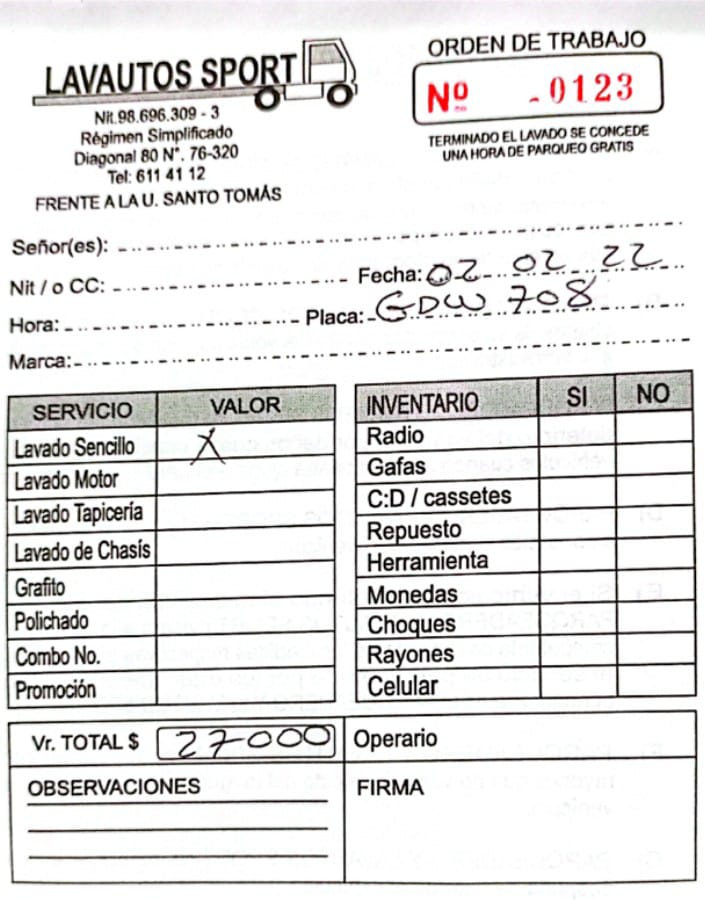 LAVAUTOS SPORT
Nit.98.696.309 - 3
Régimen Simplificado
Diagonal 80 N°. 76-320
Tel: 611 41 12
FRENTE A LA U. SANTO TOMÁS
ORDEN DE TRABAJO
Nº - 0123
TERMINADO EL LAVADO SE CONCEDE
UNA HORA DE PARQUEO GRATIS
Señor(es):
Nit / o CC: Fecha: 02 02 22
Hora: Placa: GDW 708
Marca:
SERVICIO VALOR
Lavado Sencillo X
Lavado Motor
Lavado Tapicería
Lavado de Chasís
Grafito
Polichado
Combo No.
Promoción
INVENTARIO SI NO
Radio
Gafas
C:D / cassetes
Repuesto
Herramienta
Monedas
Choques
Rayones
Celular
Vr. TOTAL $ 27000
Operario
OBSERVACIONES
FIRMA